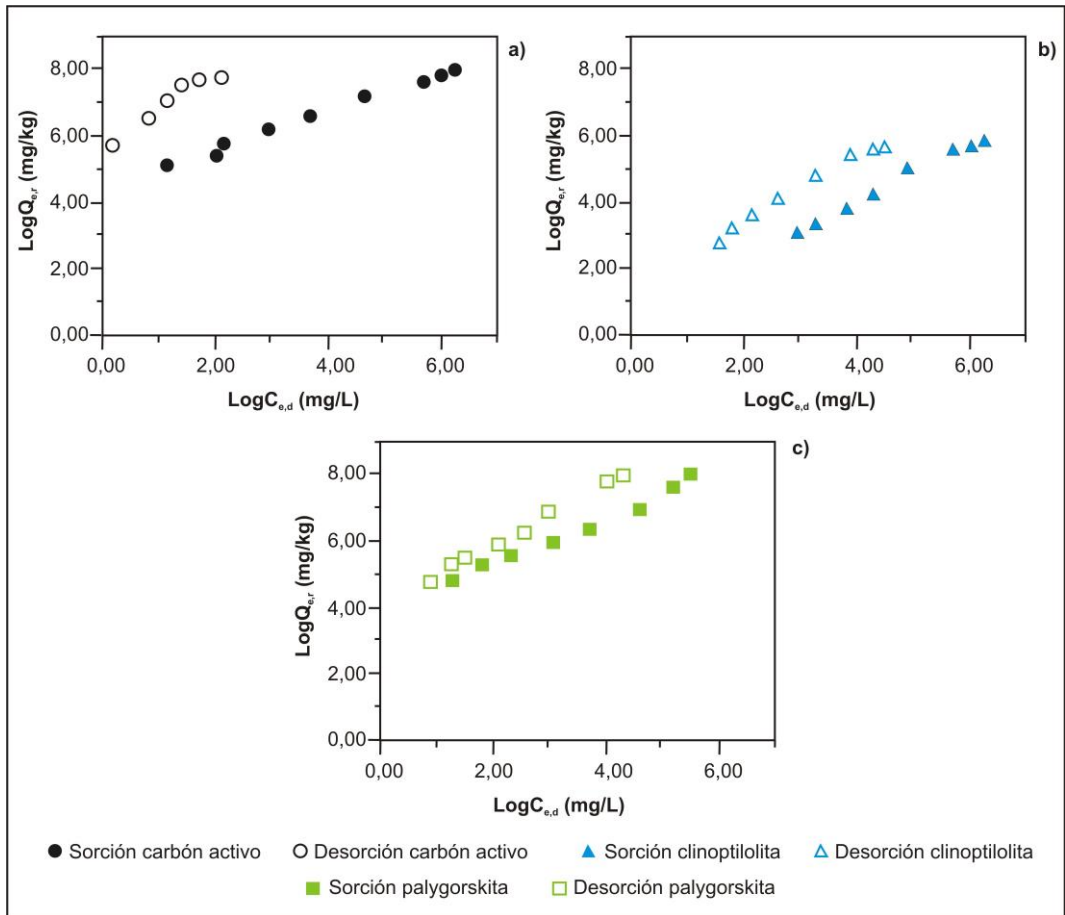 a)
8,00
6,00
4,00
2,00
0,00
LogQe,r (mg/kg)
0,00 2,00 4,00 6,00
LogCe,d (mg/L)
b)
8,00
6,00
4,00
2,00
0,00
LogQe,r (mg/kg)
0,00 2,00 4,00 6,00
LogCe,d (mg/L)
c)
8,00
6,00
4,00
2,00
0,00
LogQe,r (mg/kg)
0,00 2,00 4,00 6,00
LogCe,d (mg/L)
Sorción carbón activo Desorción carbón activo Sorción clinoptilolita Desorción clinoptilolita
Sorción palygorskita Desorción palygorskita